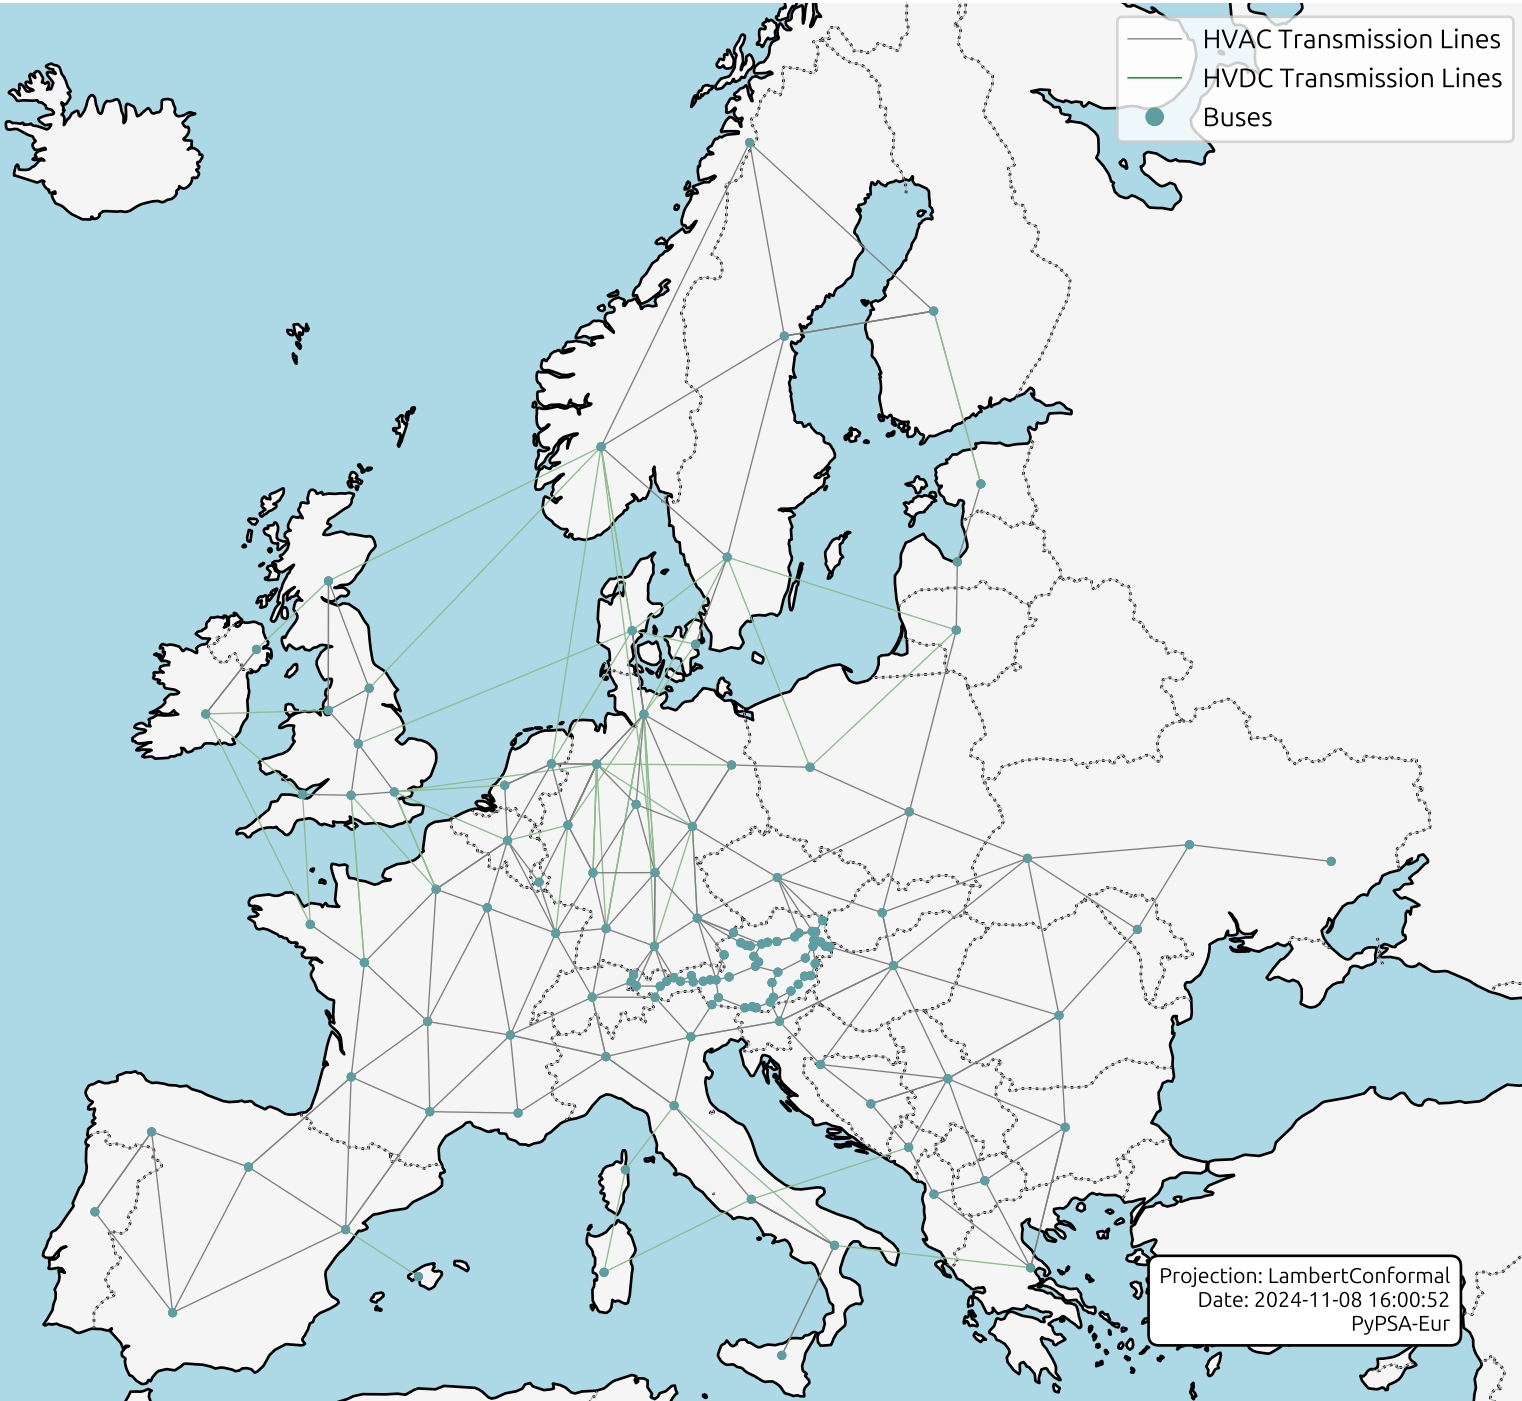 HVAC Transmission Lines
HVDC Transmission Lines
Buses
Projection: LambertConformal
Date: 2024-11-08 16:00:52
PyPSA-Eur